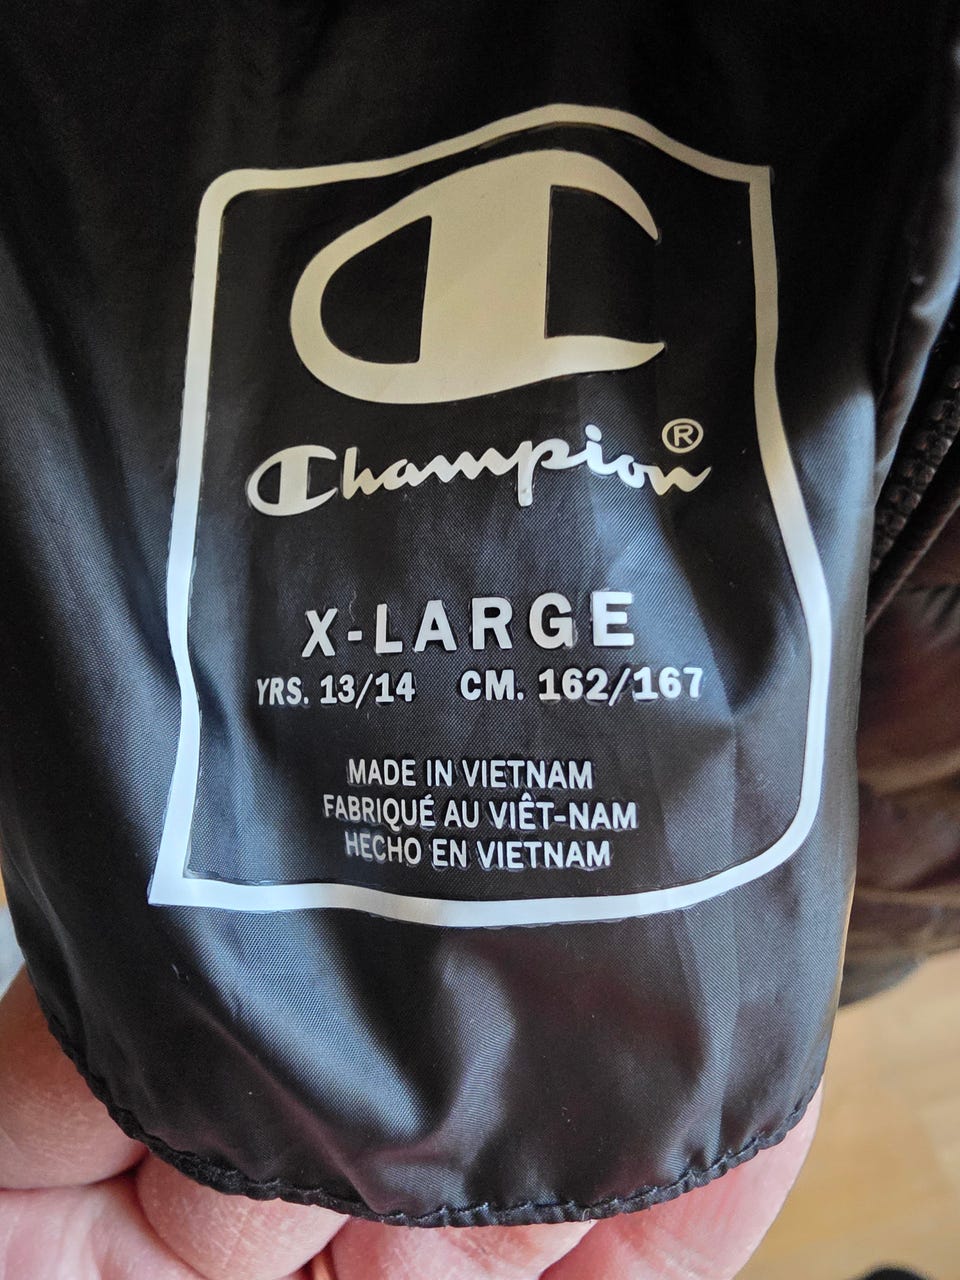 Champion®
X-LARGE
YRS. 13/14 CM. 162/167
MADE IN VIETNAM
FABRIQUÉ AU VIÊT-NAM
HECHO EN VIETNAM